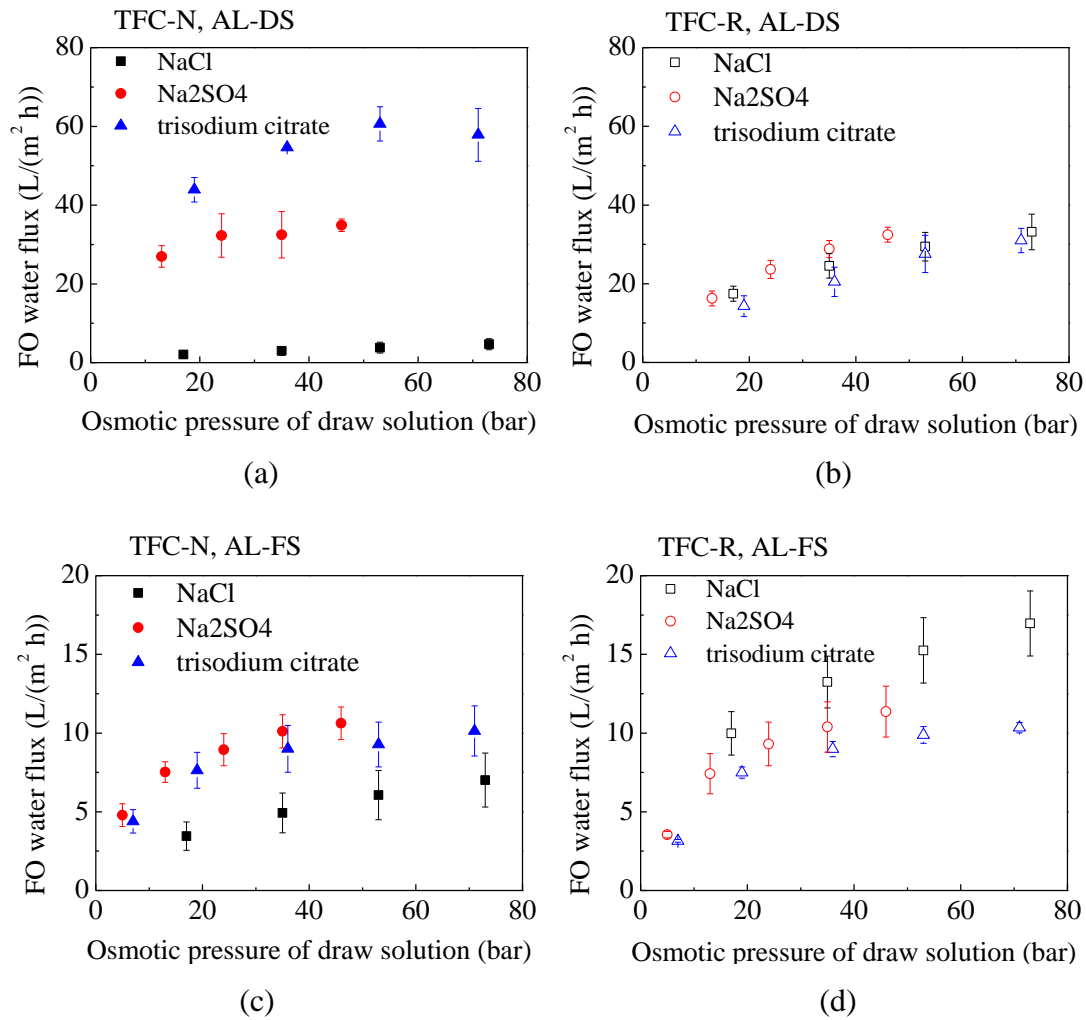 TFC-N, AL-DS
80
60
40
20
0
FO water flux (L/(m² h))
NaCl
Na2SO4
trisodium citrate
0 20 40 60 80
Osmotic pressure of draw solution (bar)
(a)
TFC-R, AL-DS
80
60
40
20
0
FO water flux (L/(m² h))
NaCl
Na2SO4
trisodium citrate
0 20 40 60 80
Osmotic pressure of draw solution (bar)
(b)
TFC-N, AL-FS
20
15
10
5
0
FO water flux (L/(m² h))
NaCl
Na2SO4
trisodium citrate
0 20 40 60 80
Osmotic pressure of draw solution (bar)
(c)
TFC-R, AL-FS
20
15
10
5
0
FO water flux (L/(m² h))
NaCl
Na2SO4
trisodium citrate
0 20 40 60 80
Osmotic pressure of draw solution (bar)
(d)